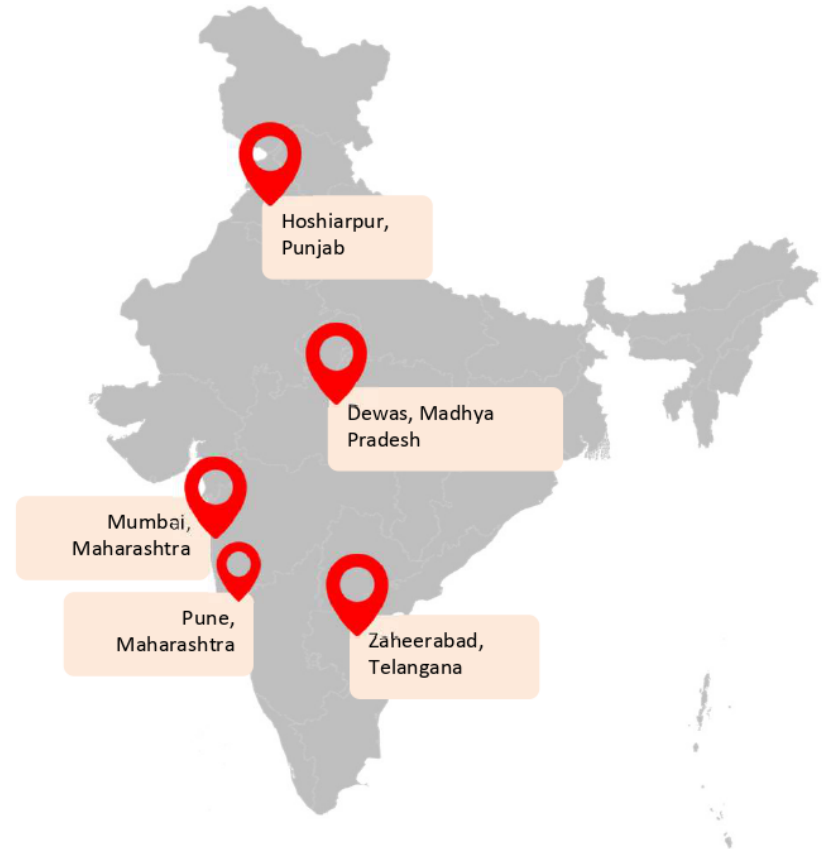 Hoshiarpur,
Punjab
Dewas, Madhya
Pradesh
Mumbai,
Maharashtra
Pune,
Maharashtra
Zaheerabad,
Telangana